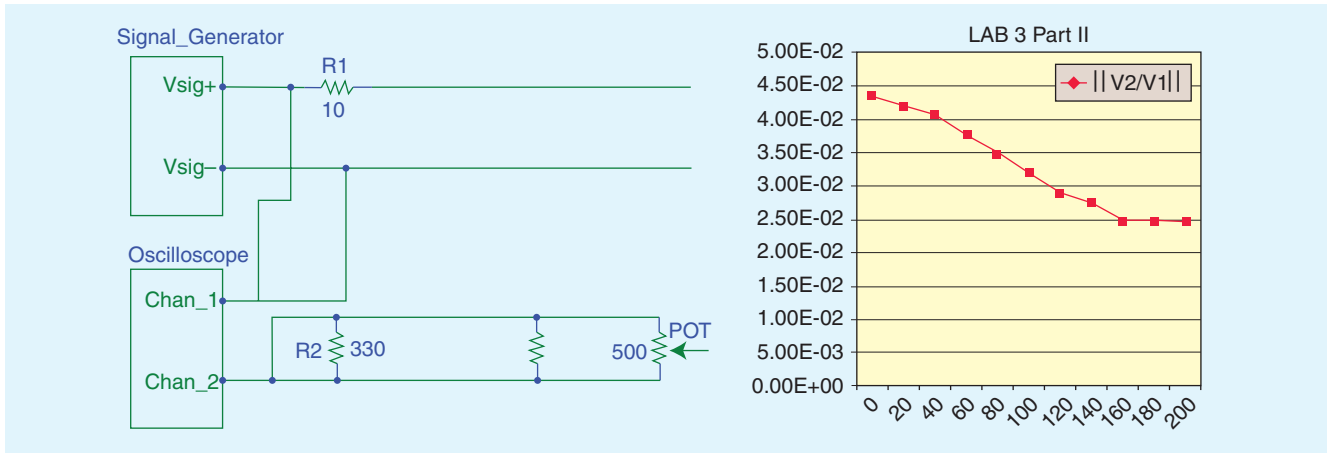 Signal_Generator
Vsig+
R1
10
Vsig−
Oscilloscope
Chan_1
Chan_2
R2
330
500
POT
LAB 3 Part II
||V2/V1||
5.00E-02
4.50E-02
4.00E-02
3.50E-02
3.00E-02
2.50E-02
2.00E-02
1.50E-02
1.00E-02
5.00E-03
0.00E+00
0 20 40 60 80 100 120 140 160 180 200